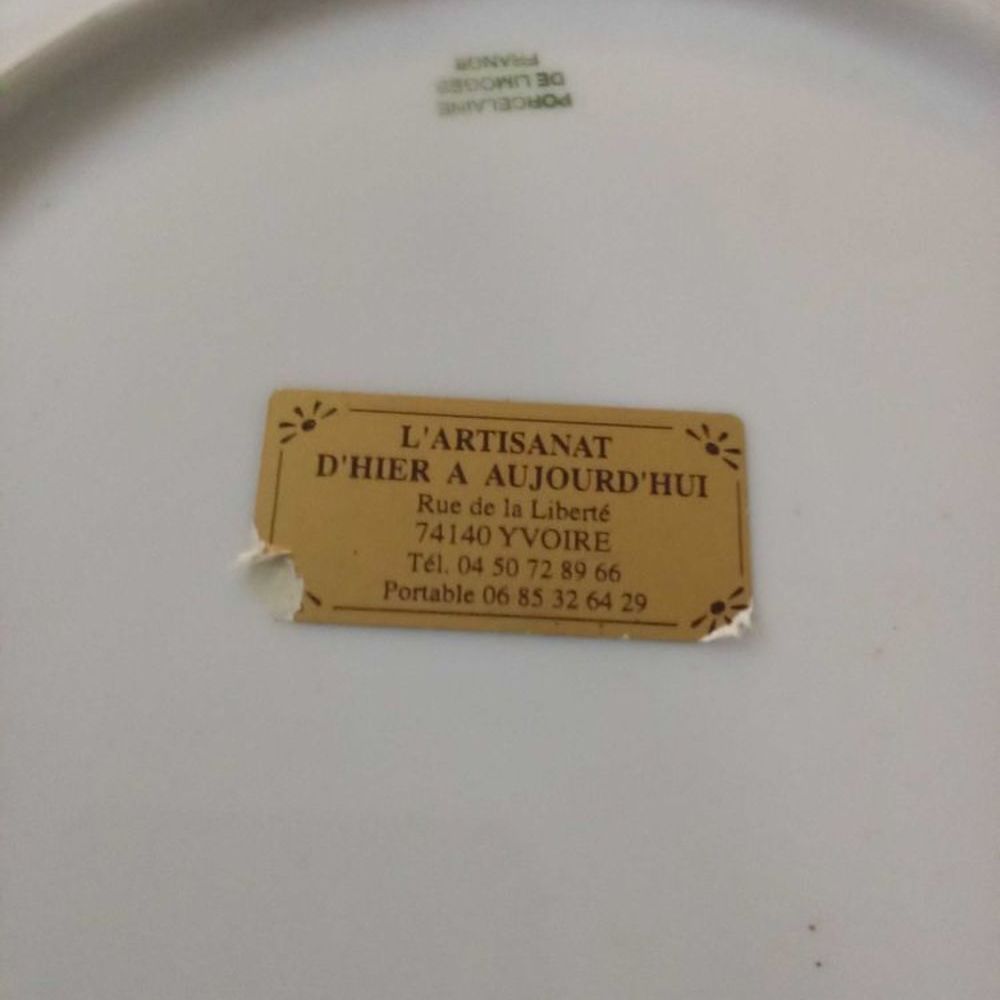 PORCELAINE
DE LIMOGES
FRANCE
L'ARTISANAT
D'HIER A AUJOURD'HUI
Rue de la Liberté
74140 YVOIRE
Tél. 04 50 72 89 66
Portable 06 85 32 64 29